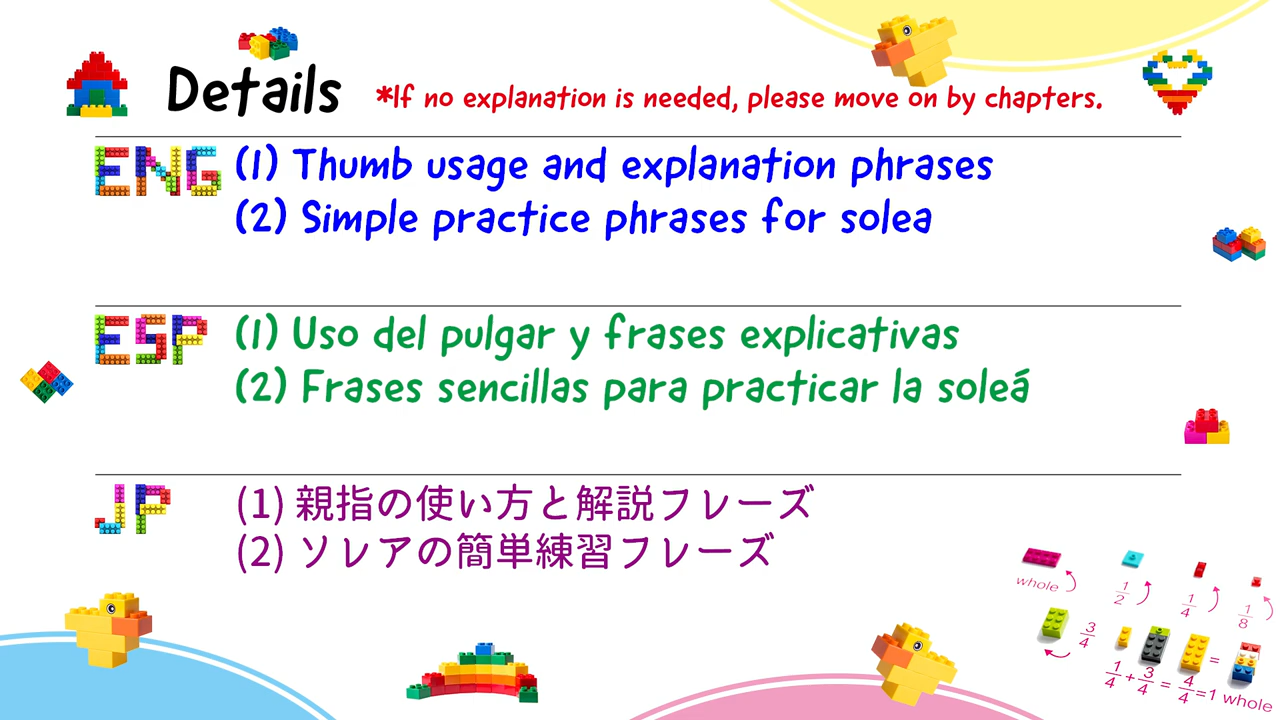 Details
*If no explanation is needed, please move on by chapters.
ENG
(1) Thumb usage and explanation phrases
(2) Simple practice phrases for solea
ESP
(1) Uso del pulgar y frases explicativas
(2) Frases sencillas para practicar la soleá
JP
(1) 親指の使い方と解説フレーズ
(2) ソレアの簡単練習フレーズ
whole 1/2 1/4 1/8
3/4 =
1/4 + 3/4 = 4/4 = 1 whole